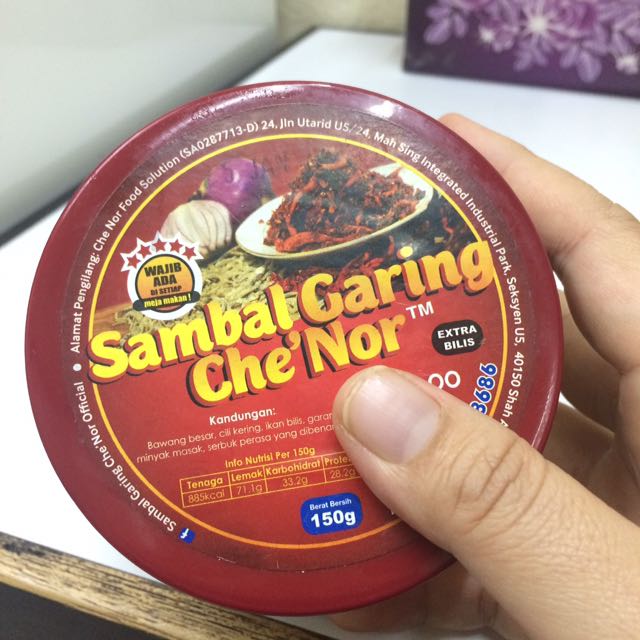 Alamat Pengilang: Che Nor Food Solution (SA0287713-D) 24, Jln Utarid U5/24, Mah Sing Integrated Industrial Park, Seksyen U5, 40150 Shah
WAJIB
ADA
DI SETIAP
meja makan!
Sambal Garing
Che'Nor™
EXTRA
BILIS
OO
8686
Kandungan:
Bawang besar, cili kering, ikan bilis, garam
minyak masak, serbuk perasa yang dibenar
Info Nutrisi Per 150g
Tenaga Lemak Karbohidrat Prote
885kcal 71.1g 33.2g 28.2g
Berat Bersih
150g
Sambal Garing Che'Nor Official